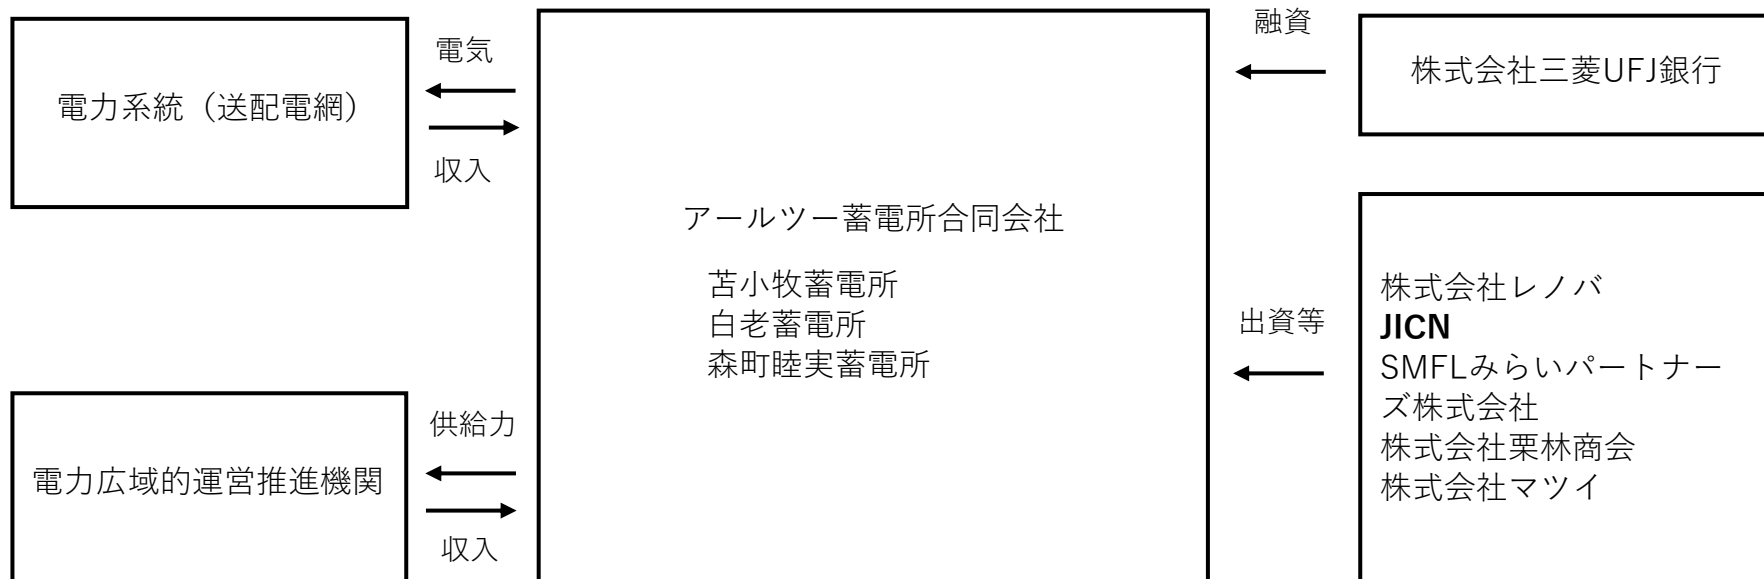 電力系統（送配電網）
電気
収入
電力広域的運営推進機関
供給力
収入
アールツー蓄電所合同会社
苫小牧蓄電所
白老蓄電所
森町睦実蓄電所
融資
株式会社三菱UFJ銀行
出資等
株式会社レノバ
JICN
SMFLみらいパートナー
ズ株式会社
株式会社栗林商会
株式会社マツイ